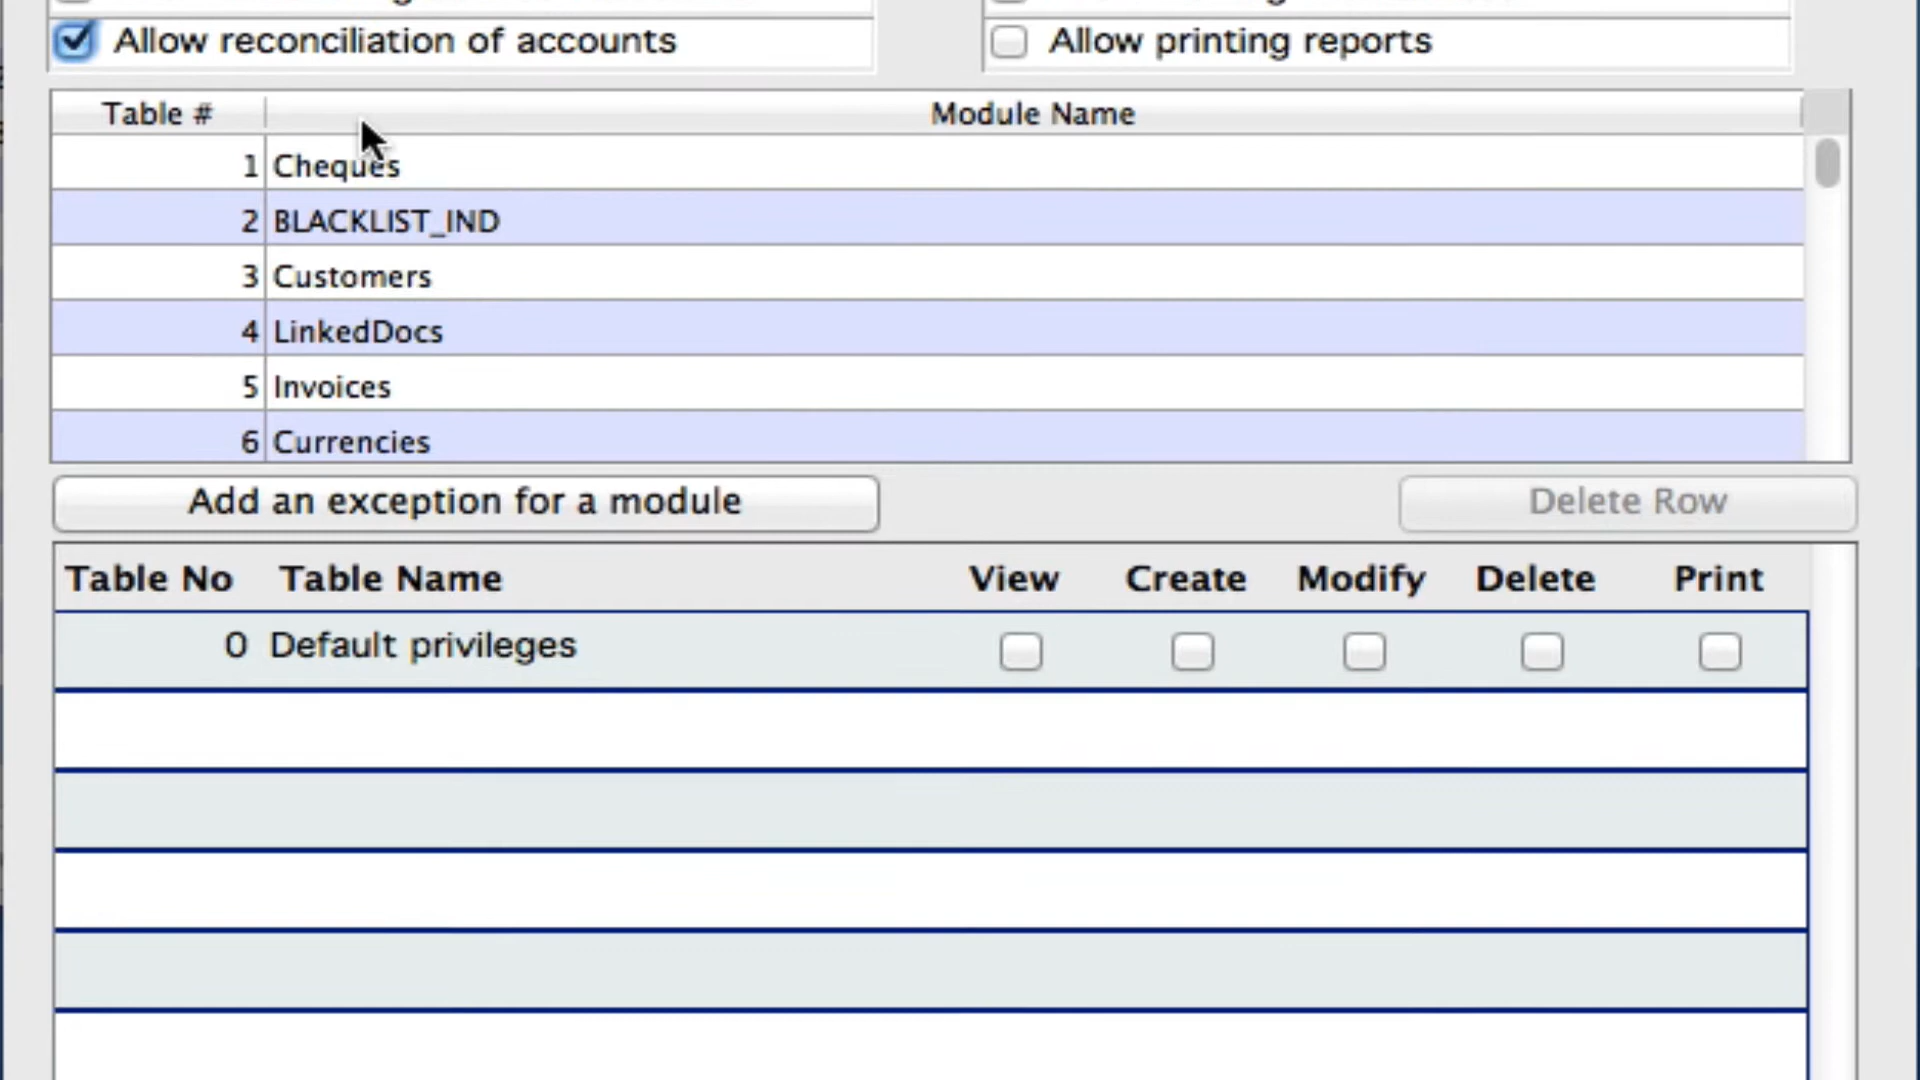 Allow reconciliation of accounts
Allow printing reports
Table # Module Name
1 Cheques
2 BLACKLIST_IND
3 Customers
4 LinkedDocs
5 Invoices
6 Currencies
Add an exception for a module
Delete Row
Table No Table Name View Create Modify Delete Print
0 Default privileges